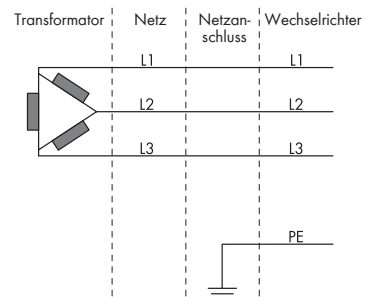 Transformator
Netz
Netzan-
schluss
Wechselrichter
L1
L1
L2
L2
L3
L3
PE